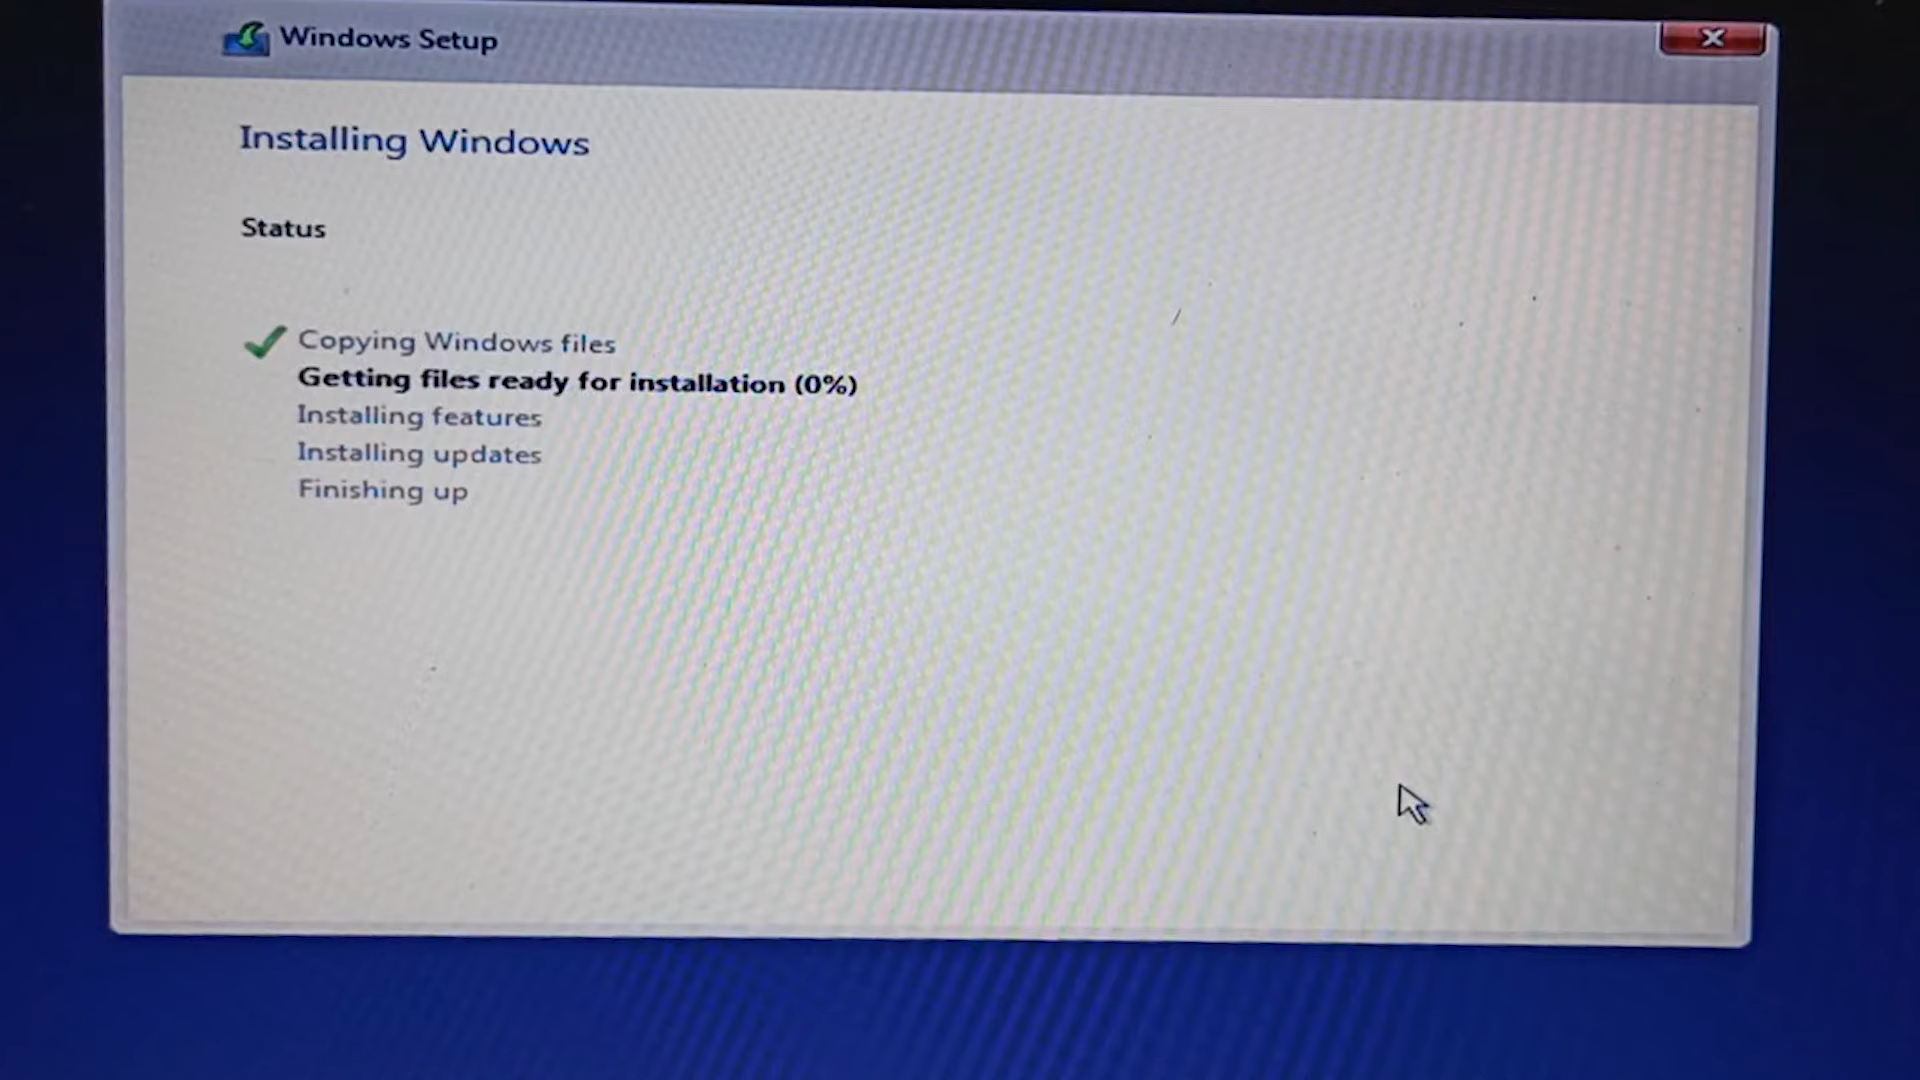 Windows Setup
Installing Windows
Status
Copying Windows files
Getting files ready for installation (0%)
Installing features
Installing updates
Finishing up